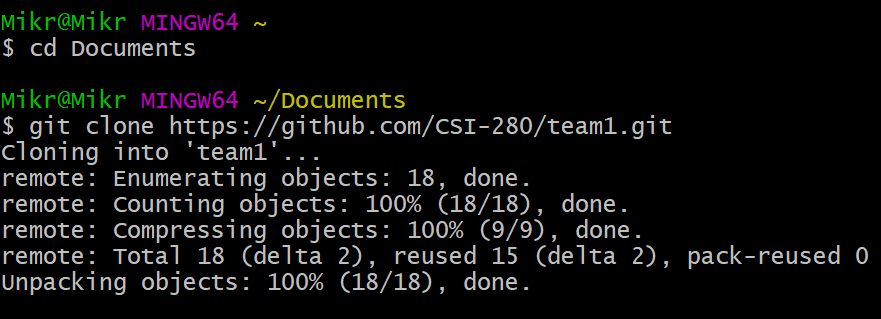 Mikr@Mikr MINGW64 ~
$ cd Documents
Mikr@Mikr MINGW64 ~/Documents
$ git clone https://github.com/CSI-280/team1.git
Cloning into 'team1'...
remote: Enumerating objects: 18, done.
remote: Counting objects: 100% (18/18), done.
remote: Compressing objects: 100% (9/9), done.
remote: Total 18 (delta 2), reused 15 (delta 2), pack-reused 0
Unpacking objects: 100% (18/18), done.